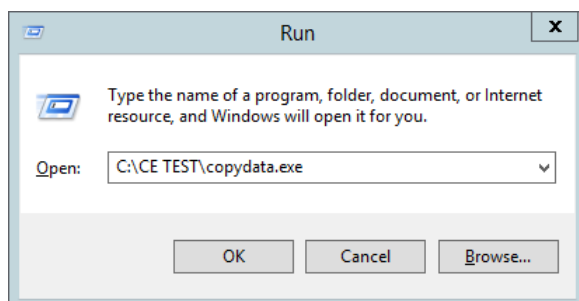 Run
x
Type the name of a program, folder, document, or Internet
resource, and Windows will open it for you.
Open: C:\CE TEST\copydata.exe
OK Cancel Browse...